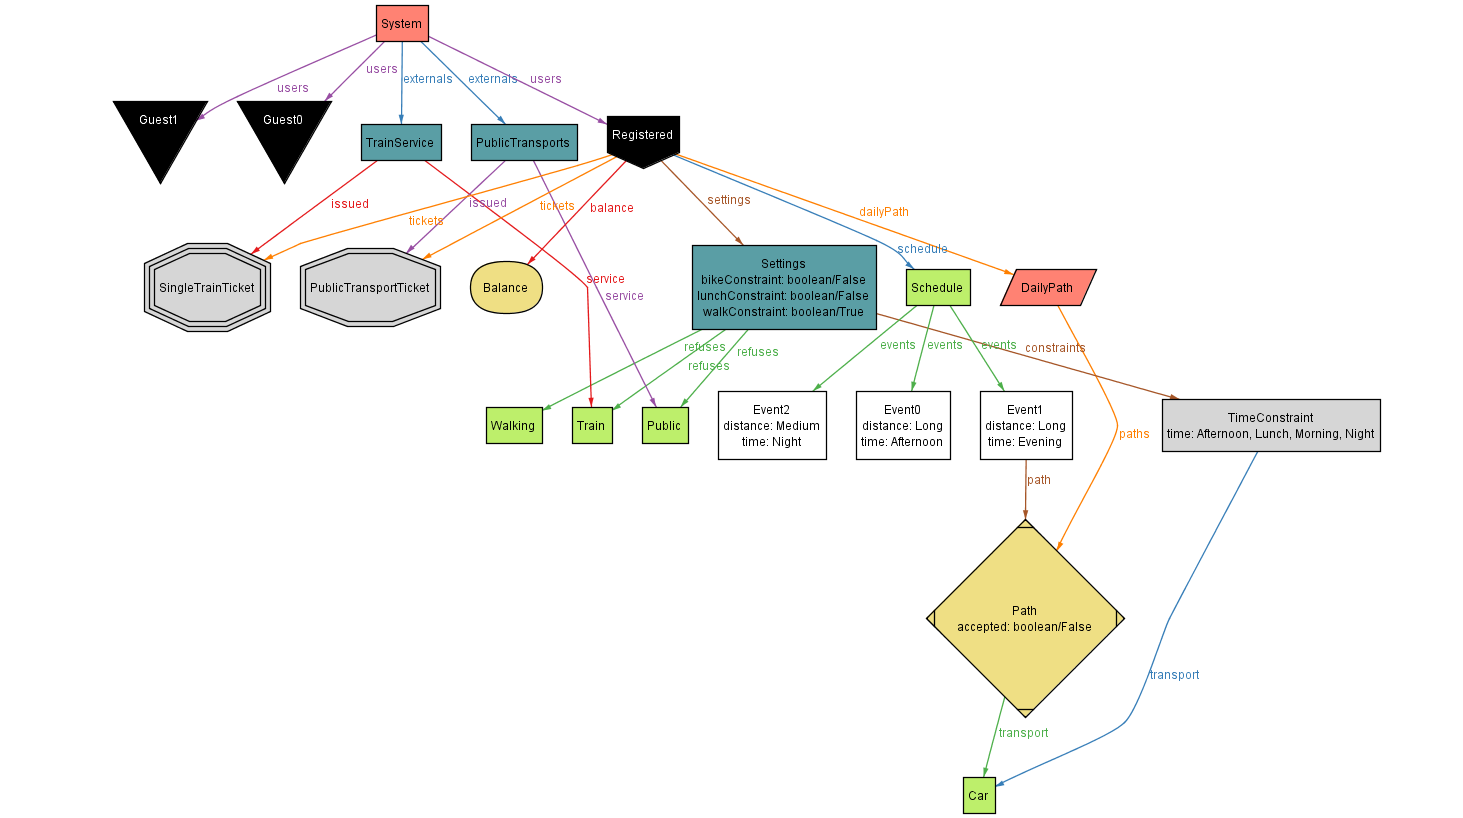 System
users
users
externals
externals
users
Guest1
Guest0
TrainService
PublicTransports
Registered
issued
tickets
issued
tickets
balance
settings
dailyPath
schedule
SingleTrainTicket
PublicTransportTicket
Balance
service
service
Settings
bikeConstraint: boolean/False
lunchConstraint: boolean/False
walkConstraint: boolean/True
Schedule
DailyPath
refuses
refuses
refuses
events
events
events
constraints
Walking
Train
Public
Event2
distance: Medium
time: Night
Event0
distance: Long
time: Afternoon
Event1
distance: Long
time: Evening
paths
TimeConstraint
time: Afternoon, Lunch, Morning, Night
path
Path
accepted: boolean/False
transport
transport
Car